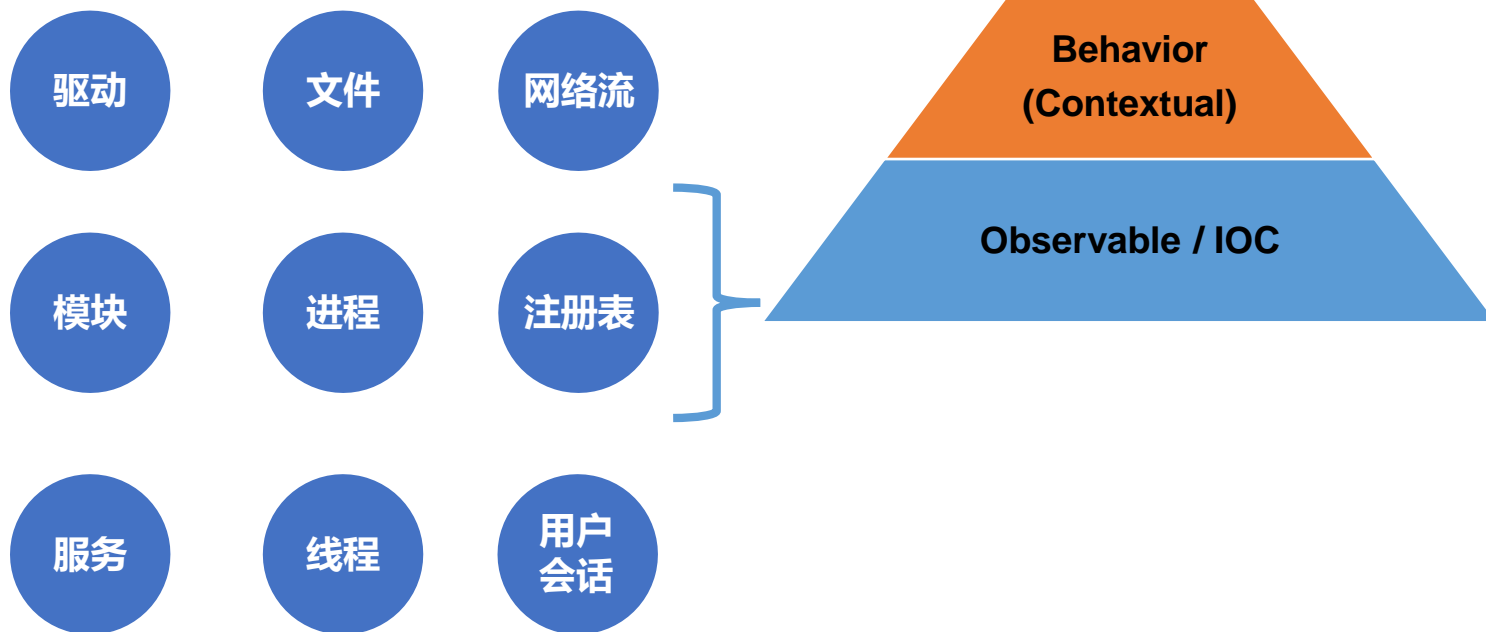 驱动
文件
网络流
模块
进程
注册表
服务
线程
用户
会话
Behavior
(Contextual)
Observable / IOC